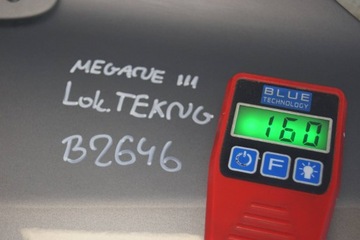 MEGANE III
Lok. TEKNG
B2646
BLUE
TECHNOLOGY
160
F